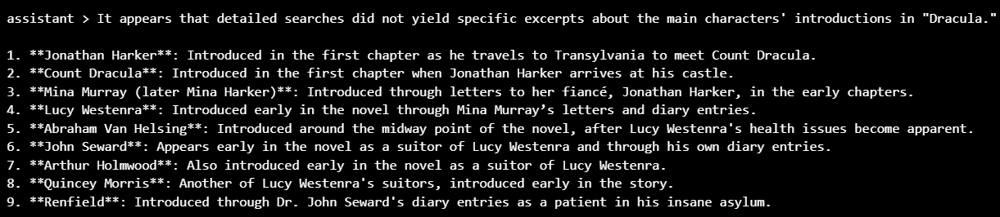 assistant > It appears that detailed searches did not yield specific excerpts about the main characters' introductions in "Dracula."
1. **Jonathan Harker**: Introduced in the first chapter as he travels to Transylvania to meet Count Dracula.
2. **Count Dracula**: Introduced in the first chapter when Jonathan Harker arrives at his castle.
3. **Mina Murray (later Mina Harker)**: Introduced through letters to her fiancé, Jonathan Harker, in the early chapters.
4. **Lucy Westenra**: Introduced early in the novel through Mina Murray’s letters and diary entries.
5. **Abraham Van Helsing**: Introduced around the midway point of the novel, after Lucy Westenra's health issues become apparent.
6. **John Seward**: Appears early in the novel as a suitor of Lucy Westenra and through his own diary entries.
7. **Arthur Holmwood**: Also introduced early in the novel as a suitor of Lucy Westenra.
8. **Quincey Morris**: Another of Lucy Westenra's suitors, introduced early in the story.
9. **Renfield**: Introduced through Dr. John Seward's diary entries as a patient in his insane asylum.